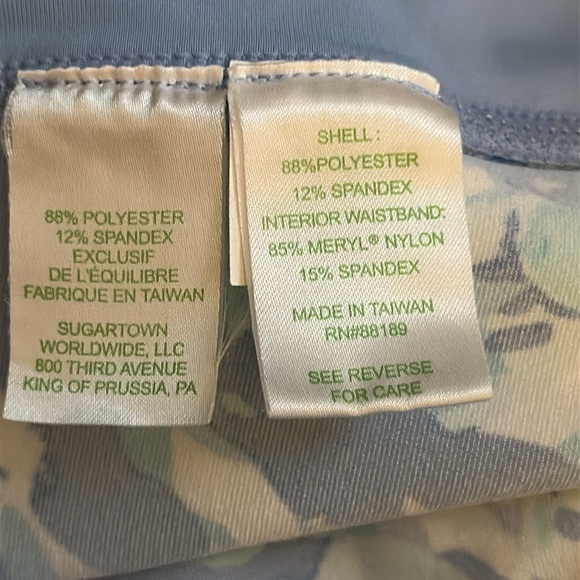 88% POLYESTER
12% SPANDEX
EXCLUSIF
DE L'ÉQUILIBRE
FABRIQUE EN TAIWAN
SUGARTOWN
WORLDWIDE, LLC
800 THIRD AVENUE
KING OF PRUSSIA, PA
SHELL:
88%POLYESTER
12% SPANDEX
INTERIOR WAISTBAND:
85% MERYL® NYLON
15% SPANDEX
MADE IN TAIWAN
RN#88189
SEE REVERSE
FOR CARE